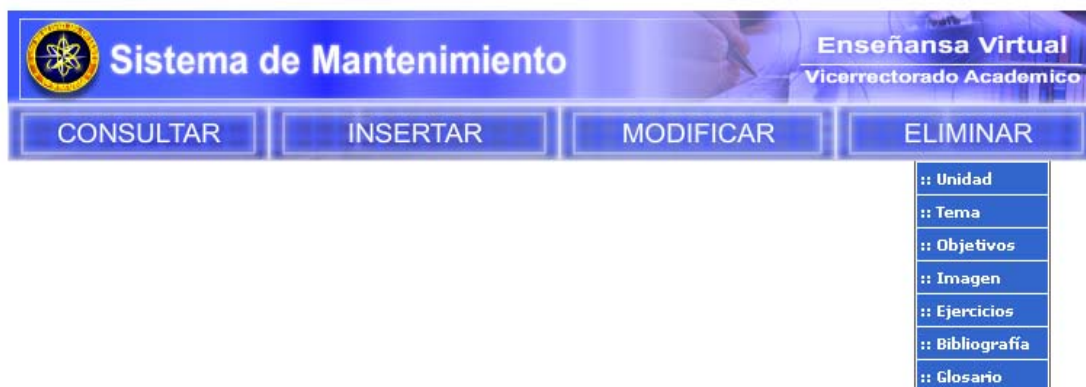 Sistema de Mantenimiento
Enseñansa Virtual
Vicerrectorado Academico
CONSULTAR INSERTAR MODIFICAR ELIMINAR
:: Unidad
:: Tema
:: Objetivos
:: Imagen
:: Ejercicios
:: Bibliografía
:: Glosario